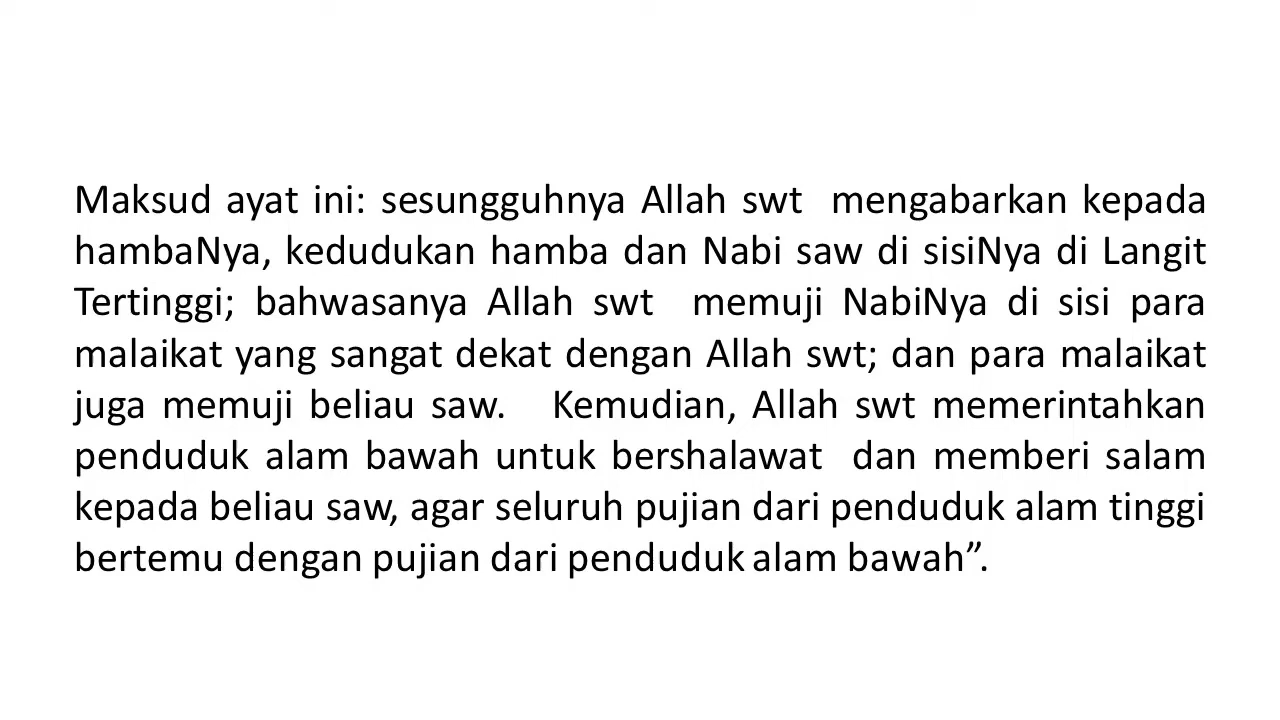 Maksud ayat ini: sesungguhnya Allah swt  mengabarkan kepada
hambaNya, kedudukan hamba dan Nabi saw di sisiNya di Langit
Tertinggi; bahwasanya Allah swt  memuji NabiNya di sisi para
malaikat yang sangat dekat dengan Allah swt; dan para malaikat
juga memuji beliau saw.   Kemudian, Allah swt memerintahkan
penduduk alam bawah untuk bershalawat  dan memberi salam
kepada beliau saw, agar seluruh pujian dari penduduk alam tinggi
bertemu dengan pujian dari penduduk alam bawah”.